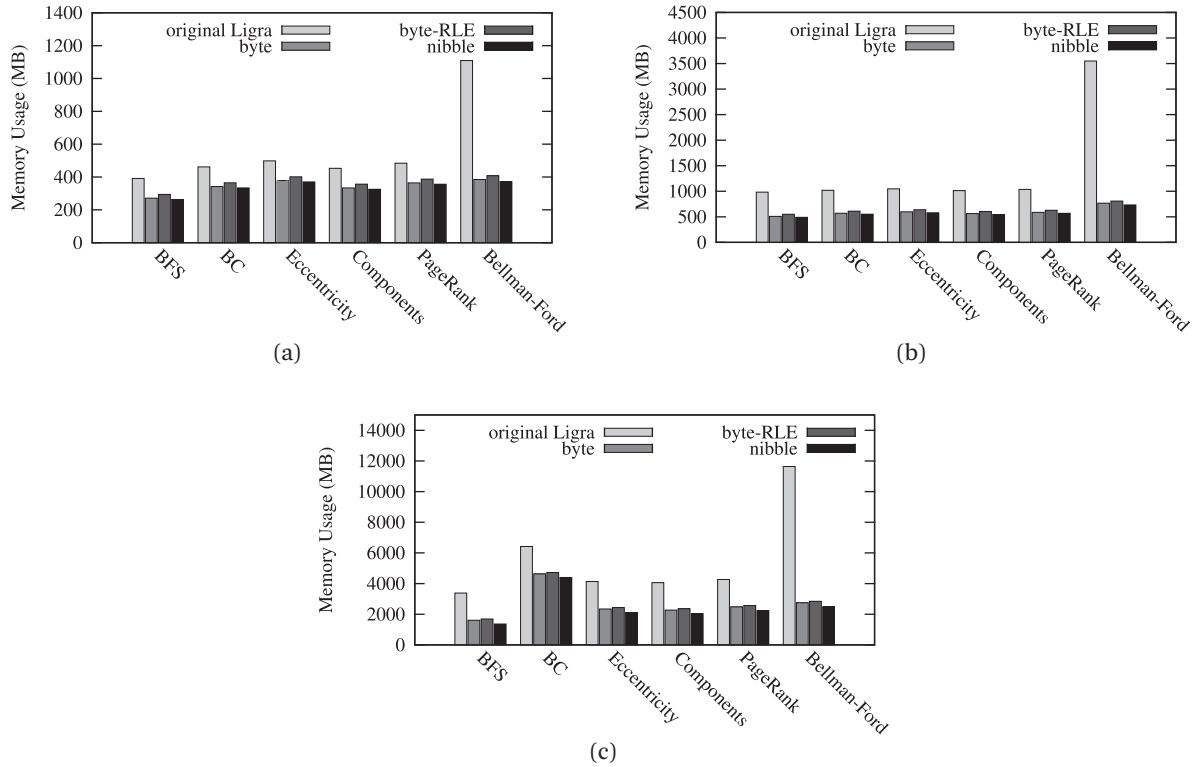 1400
1200
1000
800
600
400
200
0
Memory Usage (MB)
original Ligra
byte
byte-RLE
nibble
BFS
BC
Eccentricity
Components
PageRank
Bellman-Ford
(a)
4500
4000
3500
3000
2500
2000
1500
1000
500
0
Memory Usage (MB)
original Ligra
byte
byte-RLE
nibble
BFS
BC
Eccentricity
Components
PageRank
Bellman-Ford
(b)
14000
12000
10000
8000
6000
4000
2000
0
Memory Usage (MB)
original Ligra
byte
byte-RLE
nibble
BFS
BC
Eccentricity
Components
PageRank
Bellman-Ford
(c)